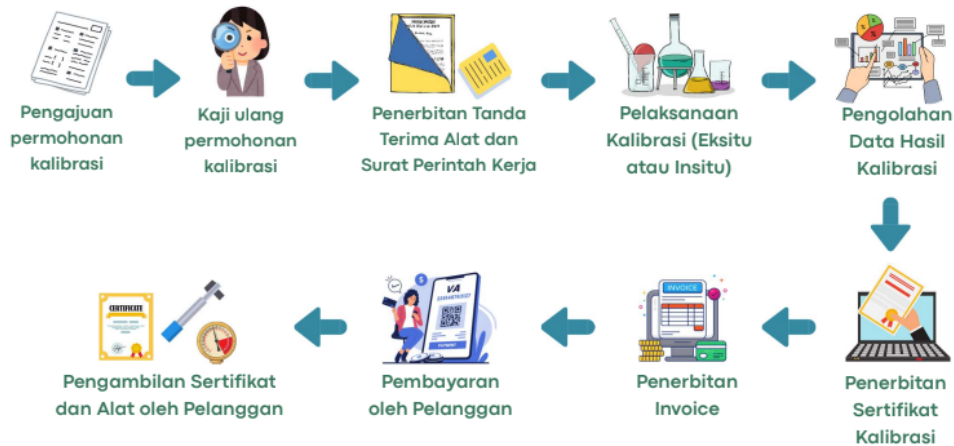 Pengajuan
permohonan
kalibrasi
Kaji ulang
permohonan
kalibrasi
Penerbitan Tanda
Terima Alat dan
Surat Perintah Kerja
Pelaksanaan
Kalibrasi (Eksitu
atau Insitu)
Pengolahan
Data Hasil
Kalibrasi
Penerbitan
Sertifikat
Kalibrasi
INVOICE
Penerbitan
Invoice
VA
PAYMENT
Pembayaran
oleh Pelanggan
CERTIFICATE
Pengambilan Sertifikat
dan Alat oleh Pelanggan